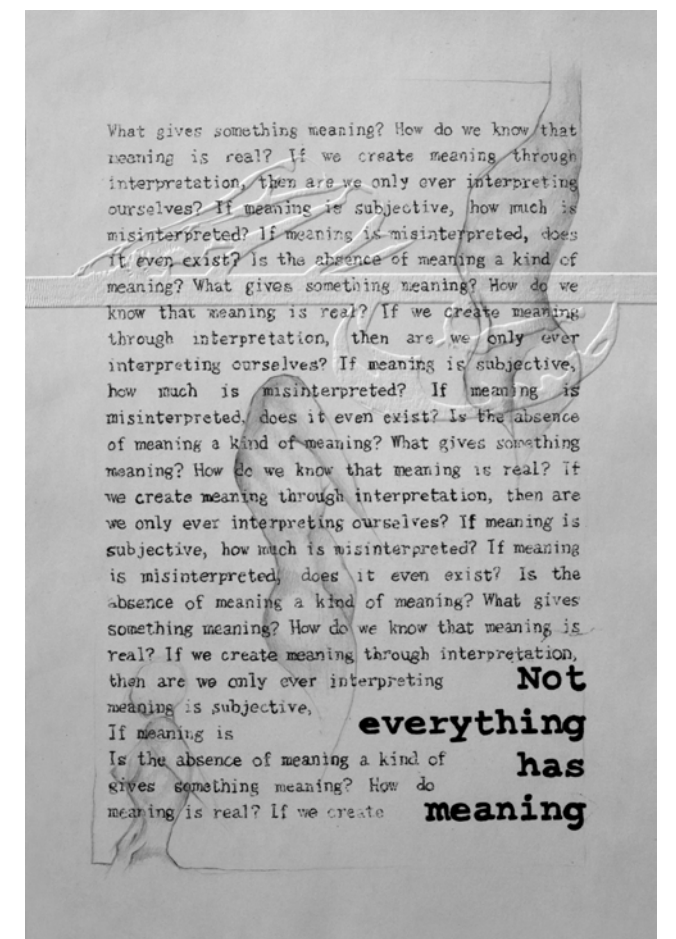 What gives something meaning? How do we know that
meaning is real? If we create meaning through
interpretation, then are we only ever interpreting
ourselves? If meaning is subjective, how much is
misinterpreted? If meaning is misinterpreted, does
it even exist? Is the absence of meaning a kind of
meaning? What gives something meaning? How do we
know that meaning is real? If we create meaning
through interpretation, then are we only ever
interpreting ourselves? If meaning is subjective,
how much is misinterpreted? If meaning is
misinterpreted, does it even exist? Is the absence
of meaning a kind of meaning? What gives something
meaning? How do we know that meaning is real? If
we create meaning through interpretation, then are
we only ever interpreting ourselves? If meaning is
subjective, how much is misinterpreted? If meaning
is misinterpreted, does it even exist? Is the
absence of meaning a kind of meaning? What gives
something meaning? How do we know that meaning is
real? If we create meaning through interpretation,
then are we only ever interpreting
meaning is subjective,
If meaning is
Is the absence of meaning a kind of
gives something meaning? How do
meaning is real? If we create
Not
everything
has
meaning